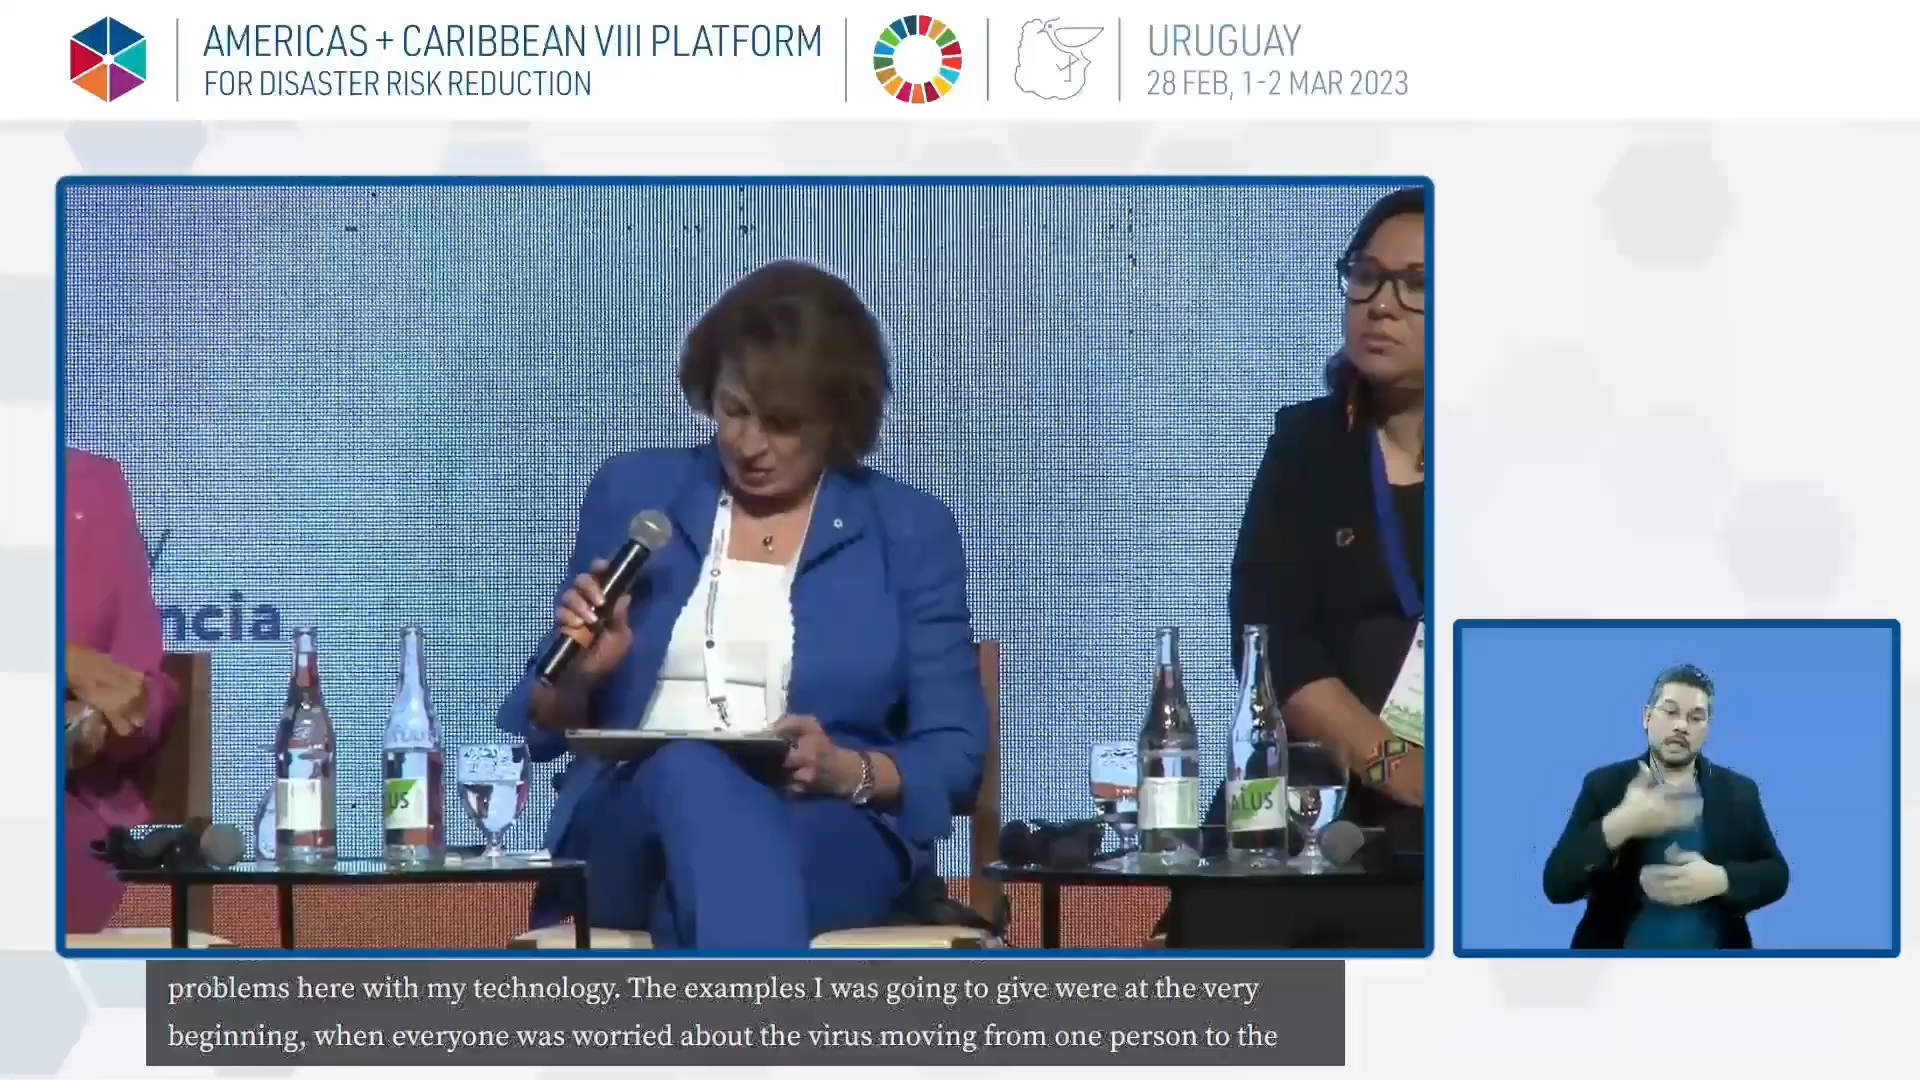 AMERICAS + CARIBBEAN VIII PLATFORM
FOR DISASTER RISK REDUCTION
URUGUAY
28 FEB, 1-2 MAR 2023
ncia
LUS
ALUS
problems here with my technology. The examples I was going to give were at the very
beginning, when everyone was worried about the virus moving from one person to the